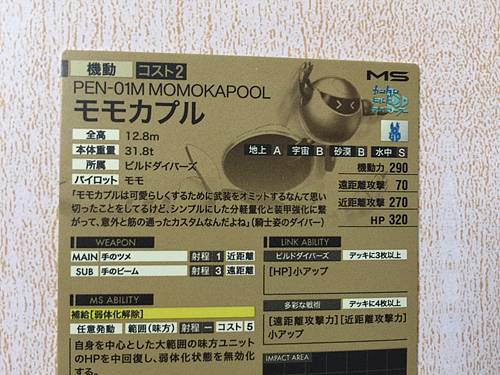 機動 コスト2 MS
PEN-01M MOMOKAPOOL
モモカプル
全高 12.8m
本体重量 31.8t
所属 ビルドダイバーズ
パイロット モモ
地上 A 宇宙 B 砂漠 B 水中 S
機動力 290
遠距離攻撃 70
近距離攻撃 270
HP 320
「モモカプルは可愛らしくするために武装をオミットするなんて思い
切ったことをしてるけど、シンプルにした分軽量化と装甲強化に繋
がって、意外と筋の通ったカスタムなんだよね」(騎士姿のダイバー)
WEAPON
MAIN 手のツメ 射程 1 近距離
SUB 手のビーム 射程 3 遠距離
MS ABILITY
補給[弱体化解除]
任意発動 範囲(味方) 射程 ー コスト 5
自身を中心とした大範囲の味方ユニット
のHPを中回復し、弱体化状態を無効化す
る。
LINK ABILITY
ビルドダイバーズ デッキに3枚以上
[HP]小アップ
多彩な戦術 デッキに4枚以上
[遠距離攻撃力][近距離攻撃力]
小アップ
IMPACT AREA